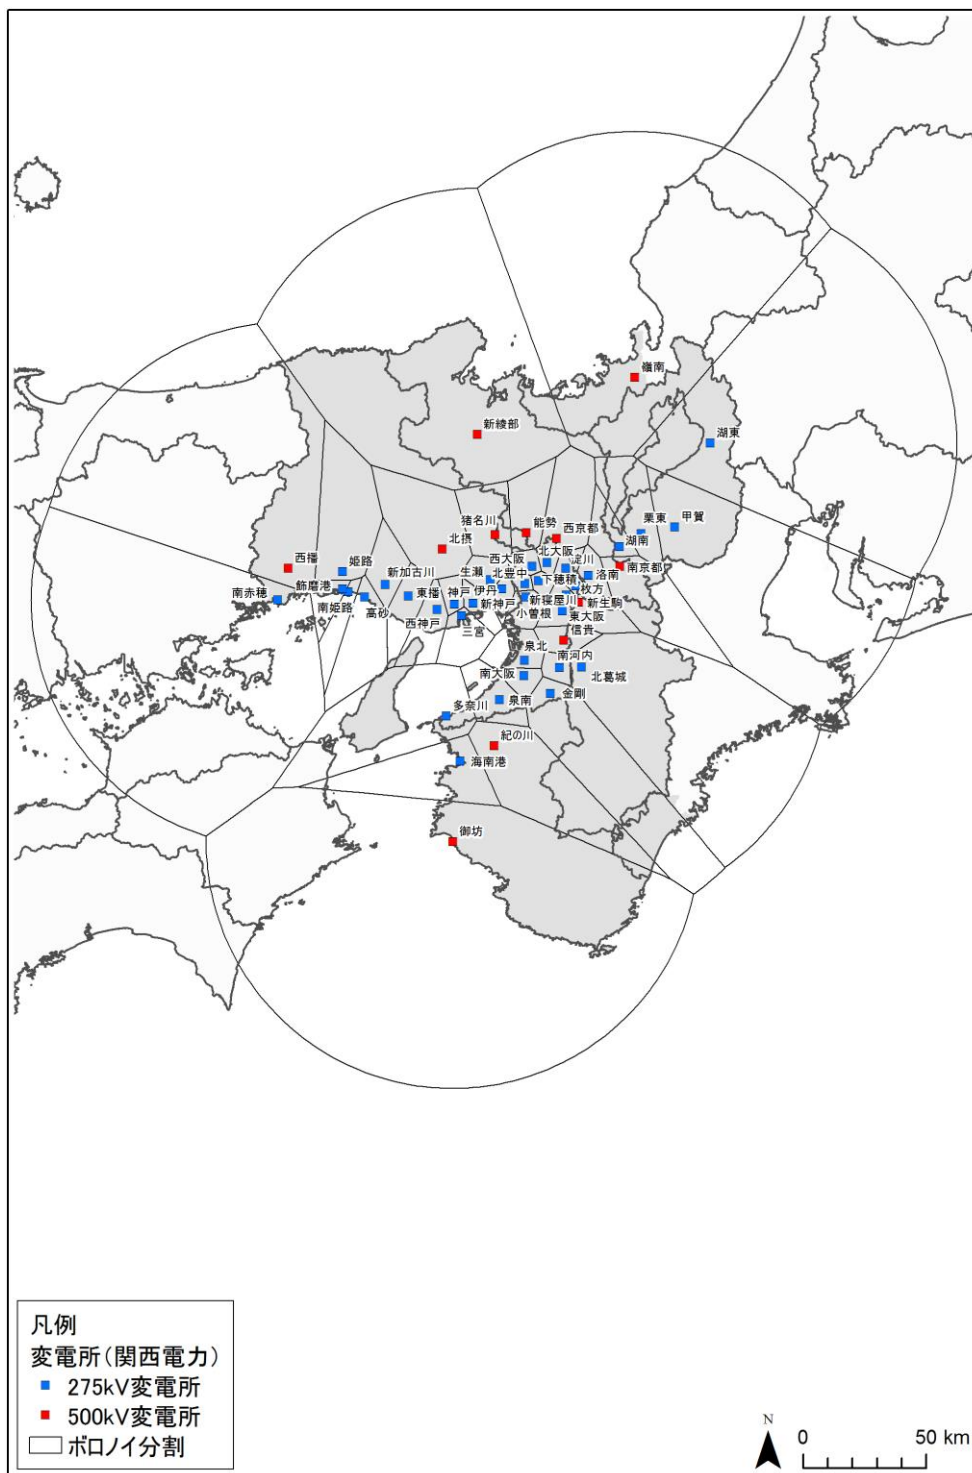 嶺南
新綾部
湖東
猪名川
能勢
西京都
栗東
甲賀
湖南
北摂
西大阪
北大阪
淀川
西播
姫路
生瀬
北豊中
下穂積
洛南
南京都
飾磨港
新加古川
伊丹
枚方
南赤穂
東播
神戸
新神戸
新寝屋川
新生駒
南姫路
高砂
西神戸
小曽根
東大阪
三宮
信貴
泉北
南河内
南大阪
北葛城
多奈川
泉南
金剛
紀の川
海南港
御坊
凡例
変電所(関西電力)
275kV変電所
500kV変電所
ボロノイ分割
N
0 50 km